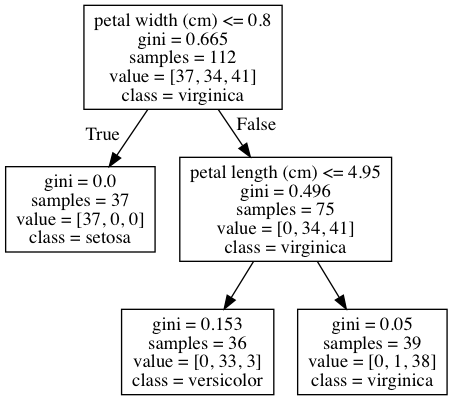 petal width (cm) <= 0.8
gini = 0.665
samples = 112
value = [37, 34, 41]
class = virginica
True
False
gini = 0.0
samples = 37
value = [37, 0, 0]
class = setosa
petal length (cm) <= 4.95
gini = 0.496
samples = 75
value = [0, 34, 41]
class = virginica
gini = 0.153
samples = 36
value = [0, 33, 3]
class = versicolor
gini = 0.05
samples = 39
value = [0, 1, 38]
class = virginica